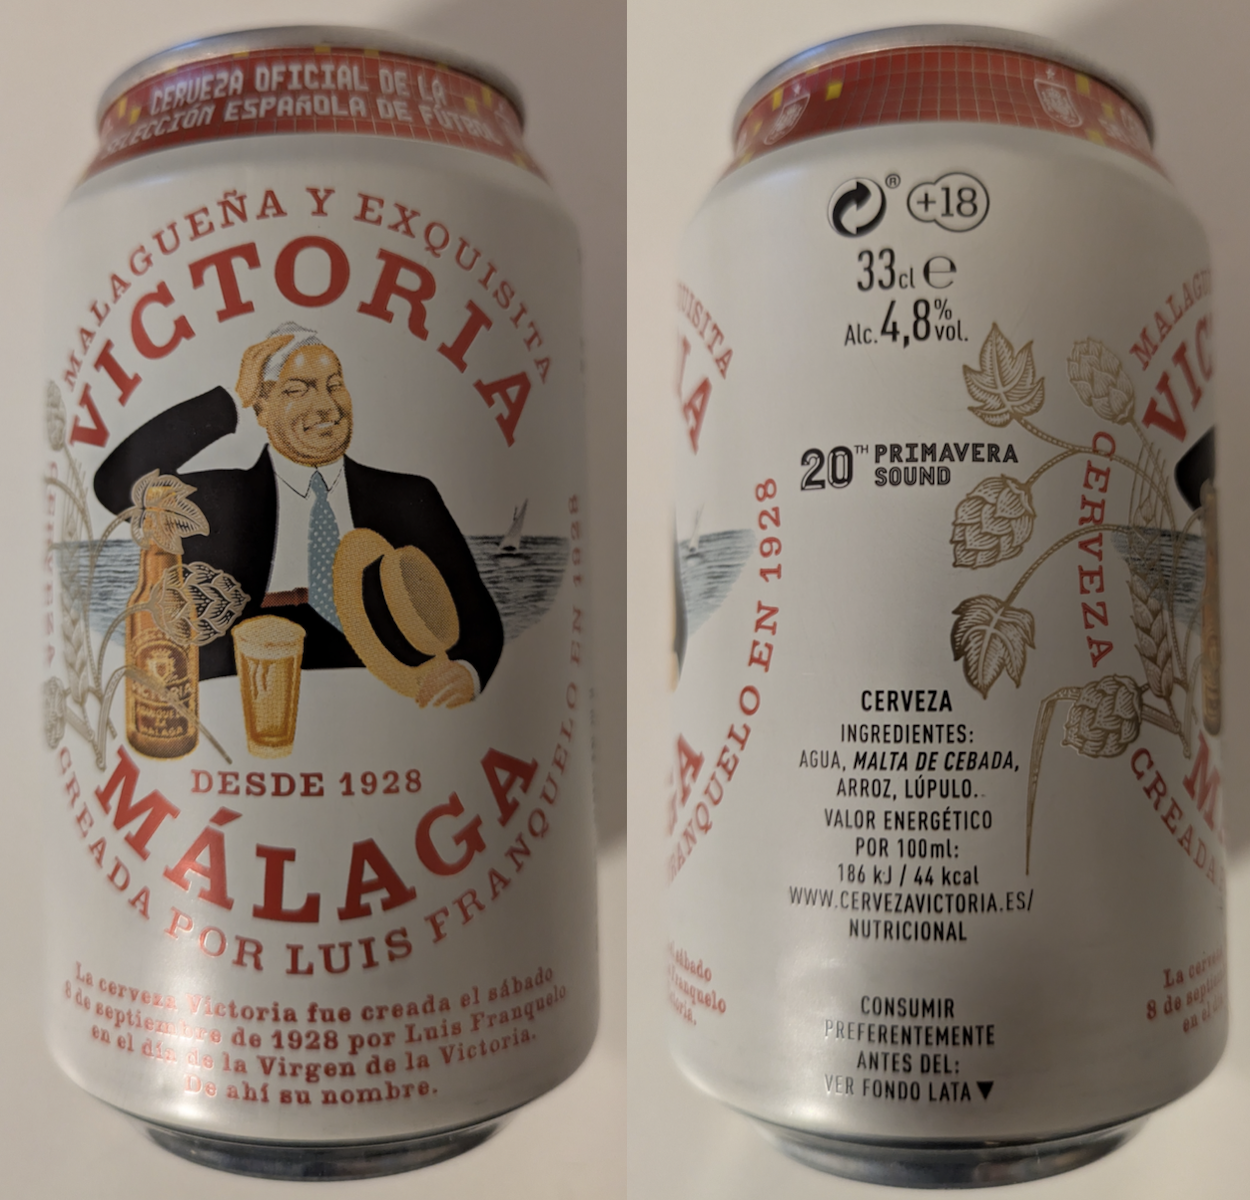 CERVEZA OFICIAL DE LA
SELECCIÓN ESPAÑOLA DE FÚTBOL
MALAGUEÑA Y EXQUISITA
VICTORIA
DESDE 1928
MÁLAGA
CREADA POR LUIS FRANQUELO EN 1928
La cerveza Victoria fue creada el sábado
8 de septiembre de 1928 por Luis Franquelo
en el día de la Virgen de la Victoria.
De ahí su nombre.
VICTORIA
MALAGA
® +18
33cl ℮
Alc. 4,8% vol.
20TH PRIMAVERA
SOUND
CERVEZA
CERVEZA
INGREDIENTES:
AGUA, MALTA DE CEBADA,
ARROZ, LÚPULO.
VALOR ENERGÉTICO
POR 100ml:
186 kJ / 44 kcal
WWW.CERVEZAVICTORIA.ES/
NUTRICIONAL
CONSUMIR
PREFERENTEMENTE
ANTES DEL:
VER FONDO LATA▼
EN 1928